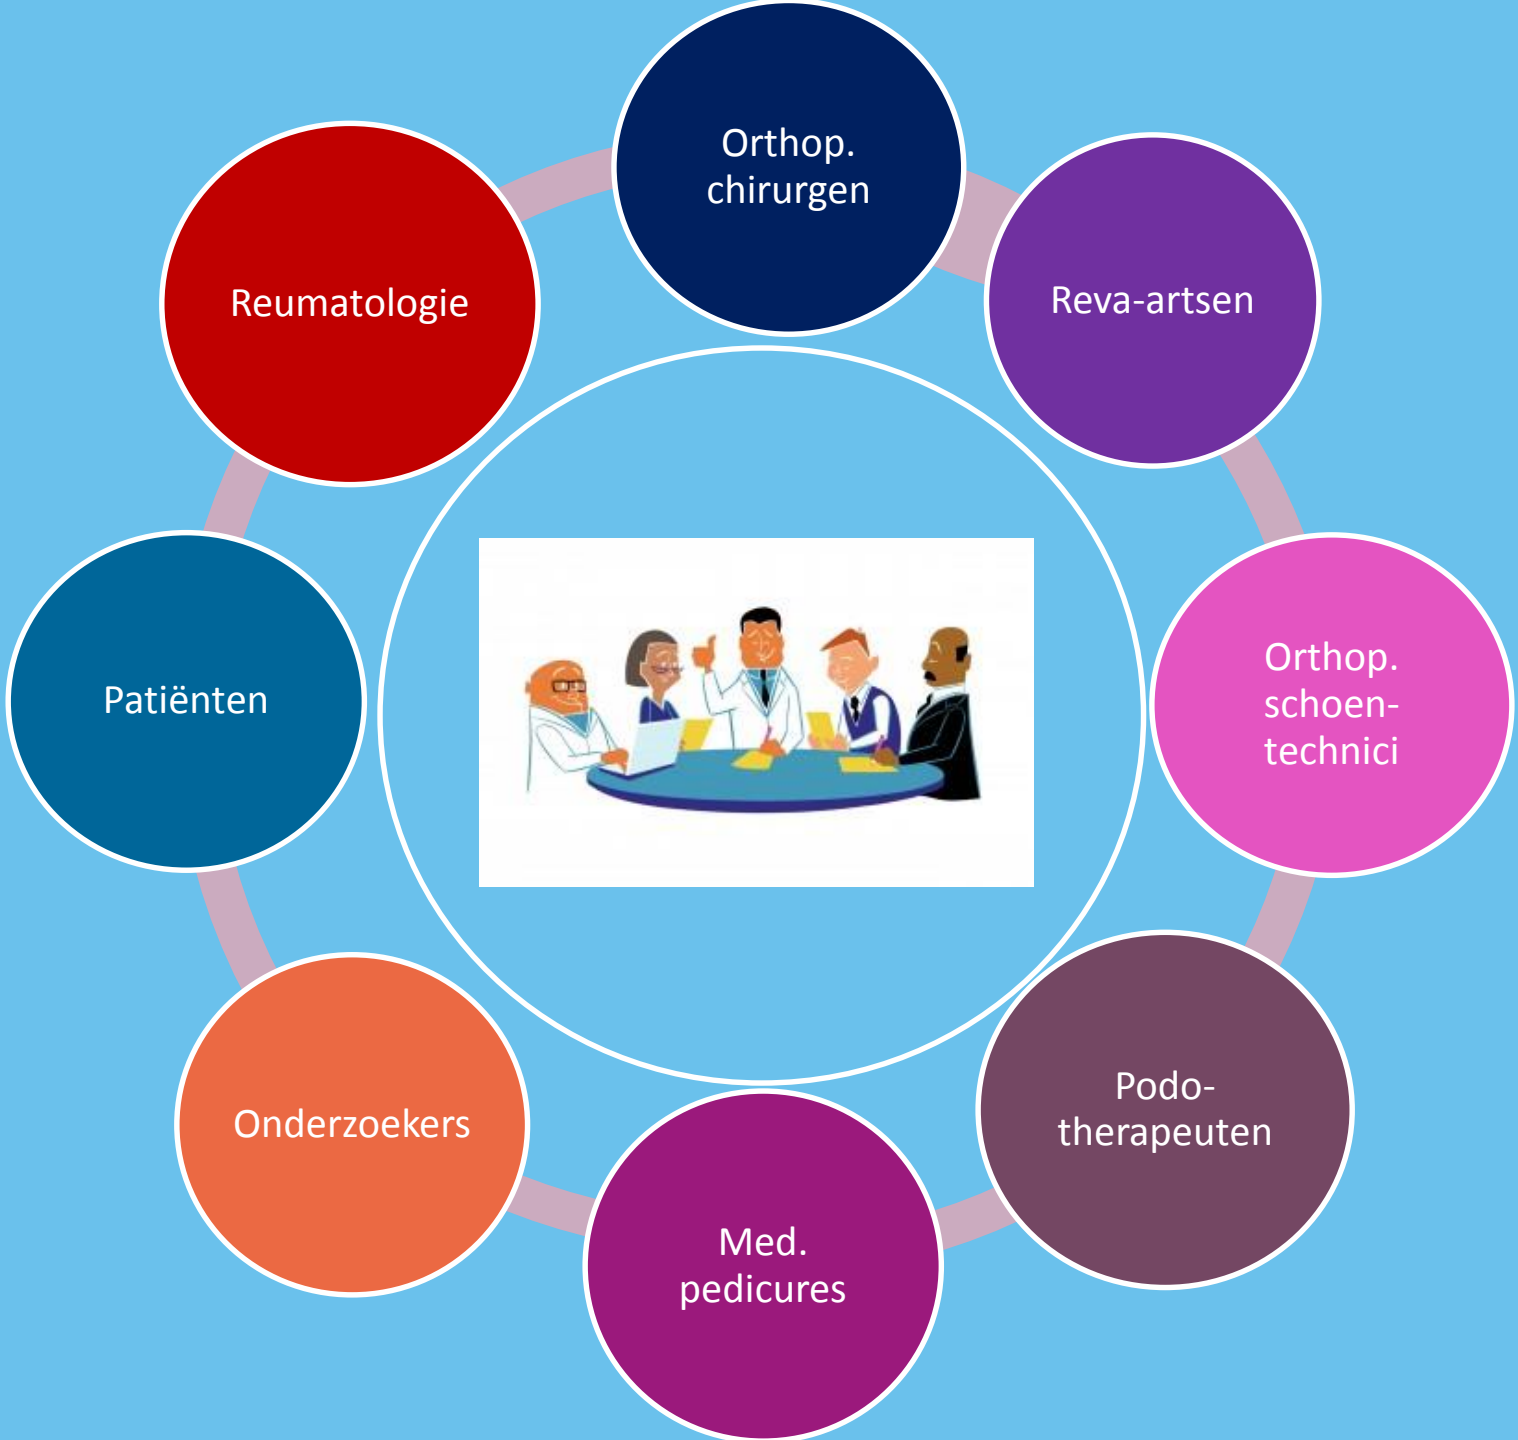 Orthop.
chirurgen
Reumatologie
Reva-artsen
Patiënten
Orthop.
schoen-
technici
Onderzoekers
Podo-
therapeuten
Med.
pedicures